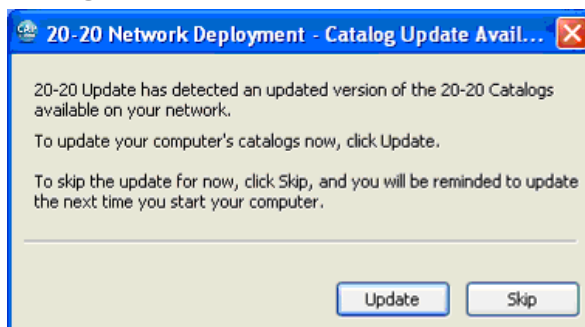 20-20 Network Deployment - Catalog Update Avail...
20-20 Update has detected an updated version of the 20-20 Catalogs
available on your network.
To update your computer's catalogs now, click Update.
To skip the update for now, click Skip, and you will be reminded to update
the next time you start your computer.
Update Skip